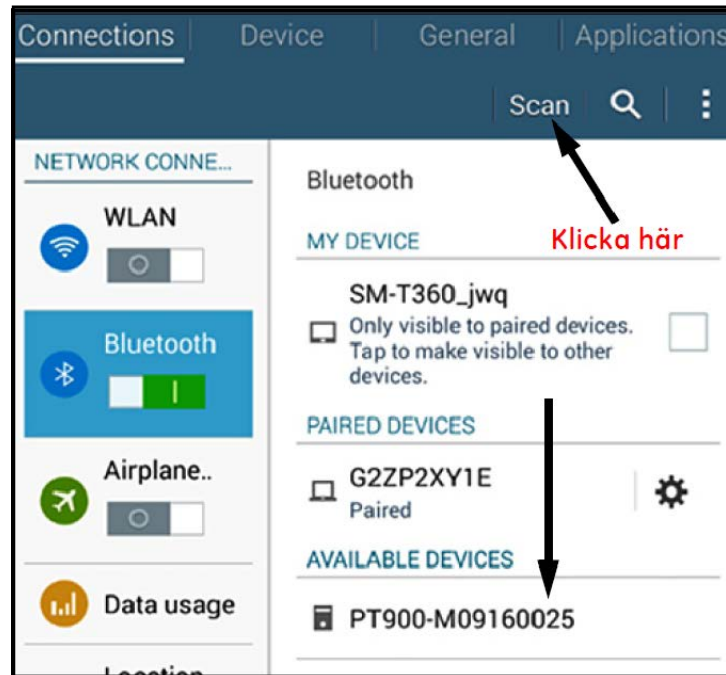 Connections Device General Applications
Scan
NETWORK CONNE...
WLAN
Bluetooth
Airplane..
Data usage
Location
Bluetooth
MY DEVICE
Klicka här
SM-T360_jwq
Only visible to paired devices.
Tap to make visible to other
devices.
PAIRED DEVICES
G2ZP2XY1E
Paired
AVAILABLE DEVICES
PT900-M09160025